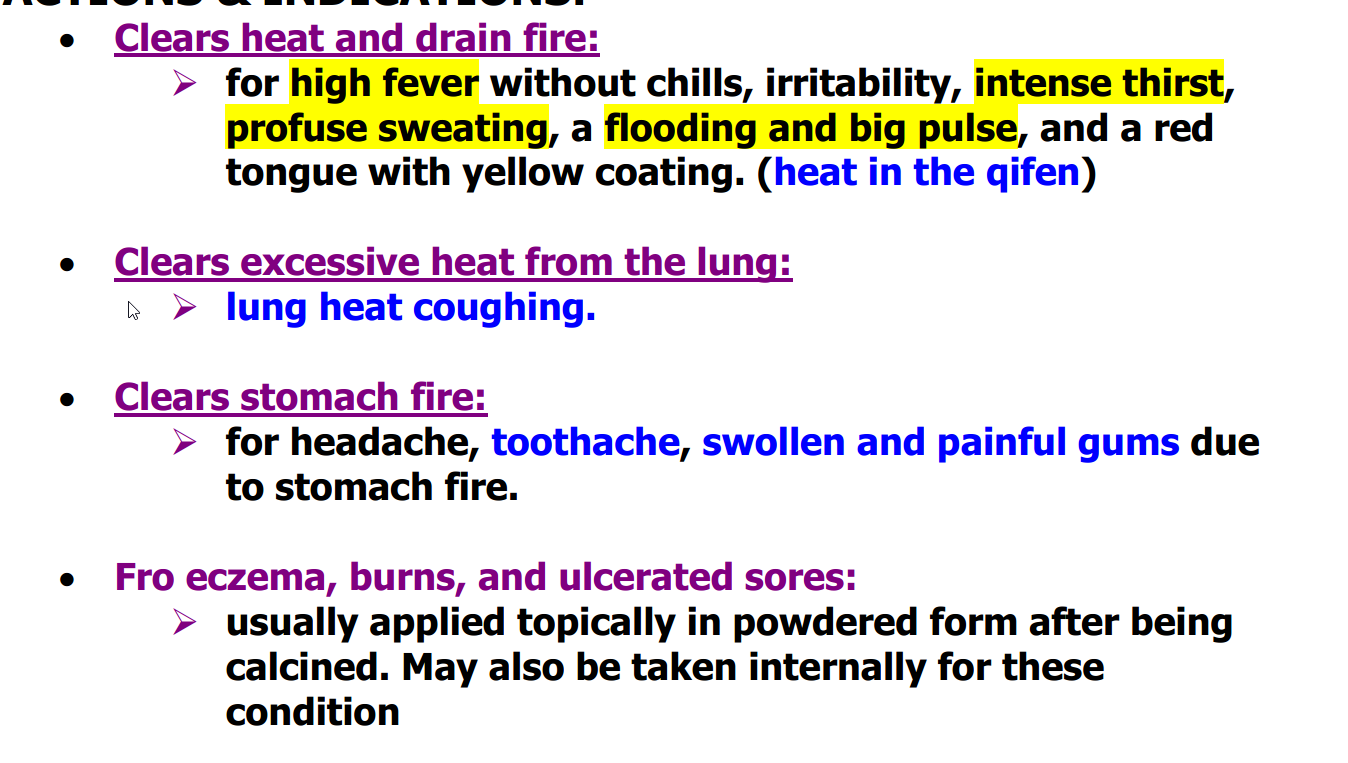 ACTIONS & INDICATIONS:
• Clears heat and drain fire:
➢ for high fever without chills, irritability, intense thirst,
profuse sweating, a flooding and big pulse, and a red
tongue with yellow coating. (heat in the qifen)
• Clears excessive heat from the lung:
➢ lung heat coughing.
• Clears stomach fire:
➢ for headache, toothache, swollen and painful gums due
to stomach fire.
• Fro eczema, burns, and ulcerated sores:
➢ usually applied topically in powdered form after being
calcined. May also be taken internally for these
condition